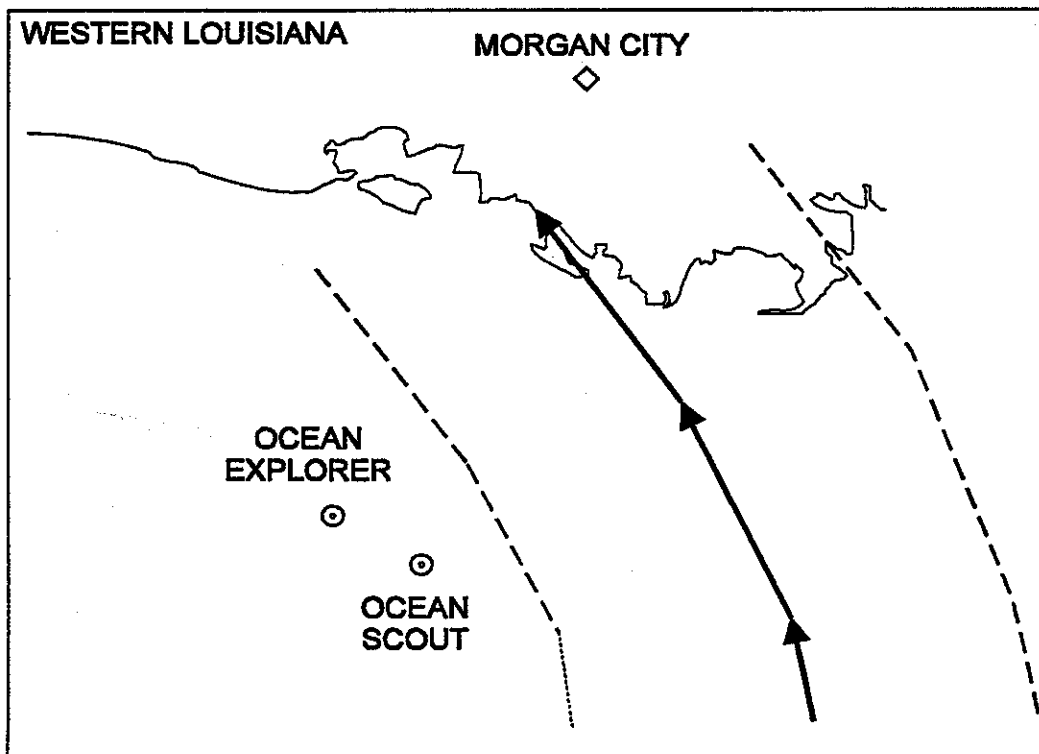 WESTERN LOUISIANA
MORGAN CITY
OCEAN
EXPLORER
OCEAN
SCOUT